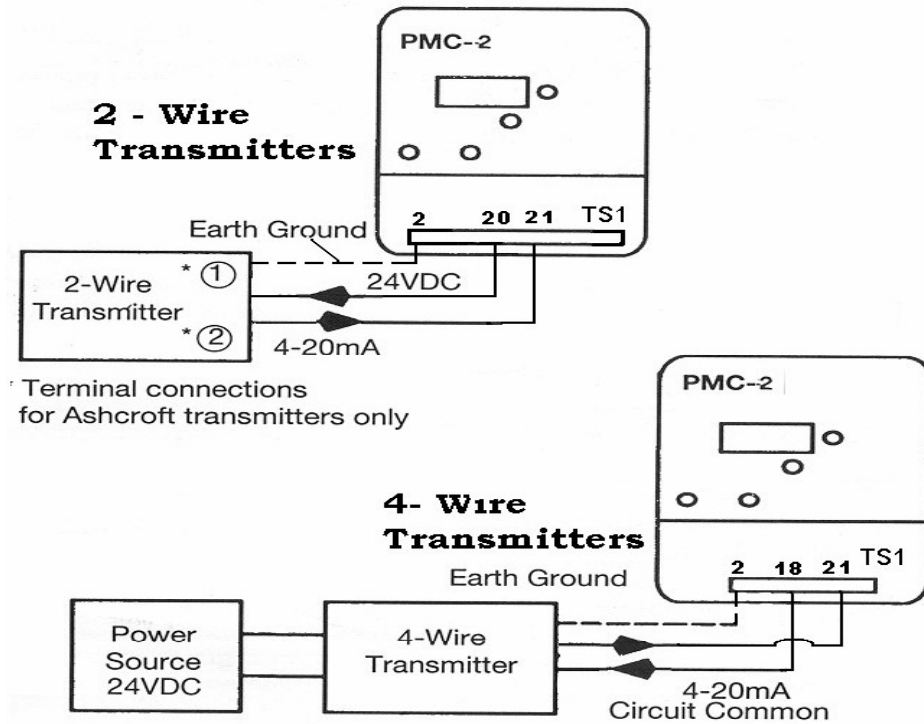 PMC--2
2 - Wire
Transmitters
2 20 21 TS1
Earth Ground
* ①
24VDC
2-Wire
Transmitter
* ②
4-20mA
* Terminal connections
for Ashcroft transmitters only
PMC--2
4- Wire
Transmitters
2 18 21 TS1
Earth Ground
Power
Source
24VDC
4-Wire
Transmitter
4-20mA
Circuit Common